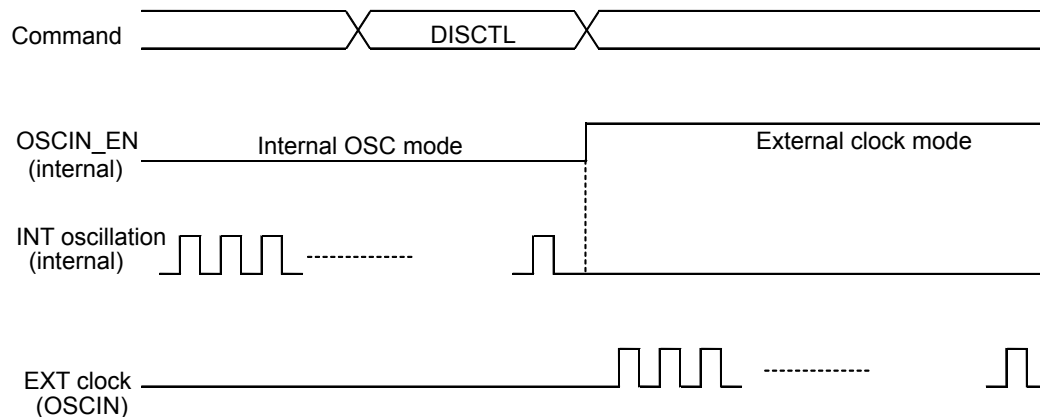 Command
DISCTL
OSCIN_EN
(internal)
Internal OSC mode
External clock mode
INT oscillation
(internal)
EXT clock
(OSCIN)